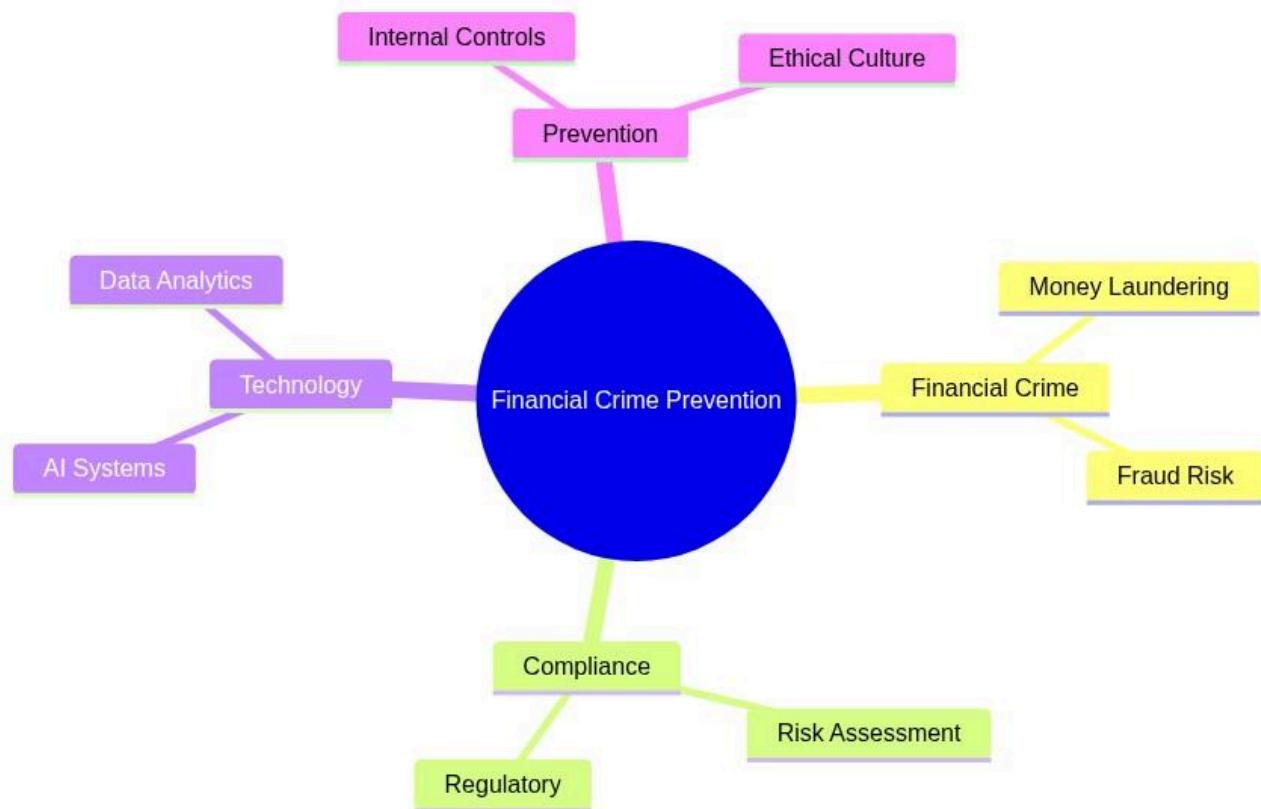 Internal Controls
Ethical Culture
Prevention
Data Analytics
Money Laundering
Technology
Financial Crime Prevention
Financial Crime
AI Systems
Fraud Risk
Compliance
Risk Assessment
Regulatory